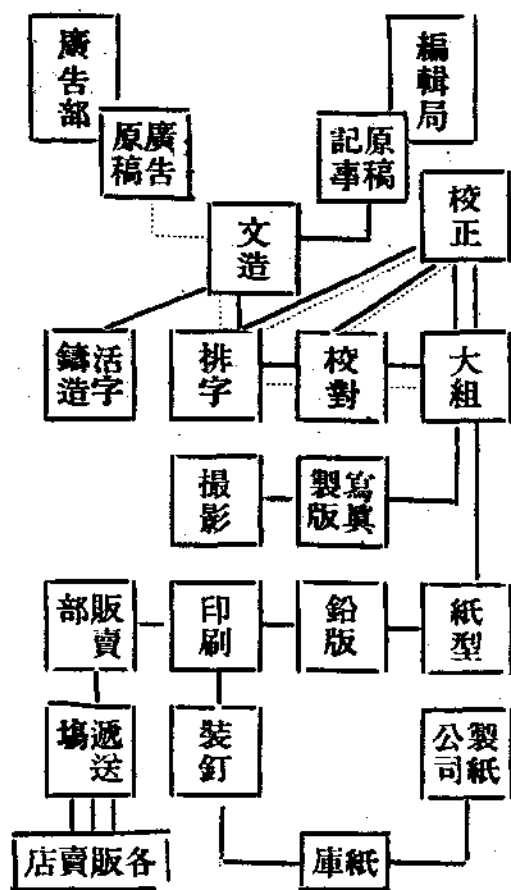 廣告部
編輯局
廣告
原稿
原稿
記事
文造
校正
活字
鑄造
排字
校對
大組
撮影
寫眞
製版
販賣
部
印刷
鉛版
紙型
遞送
塲
裝釘
製紙
公司
各販賣店
紙庫